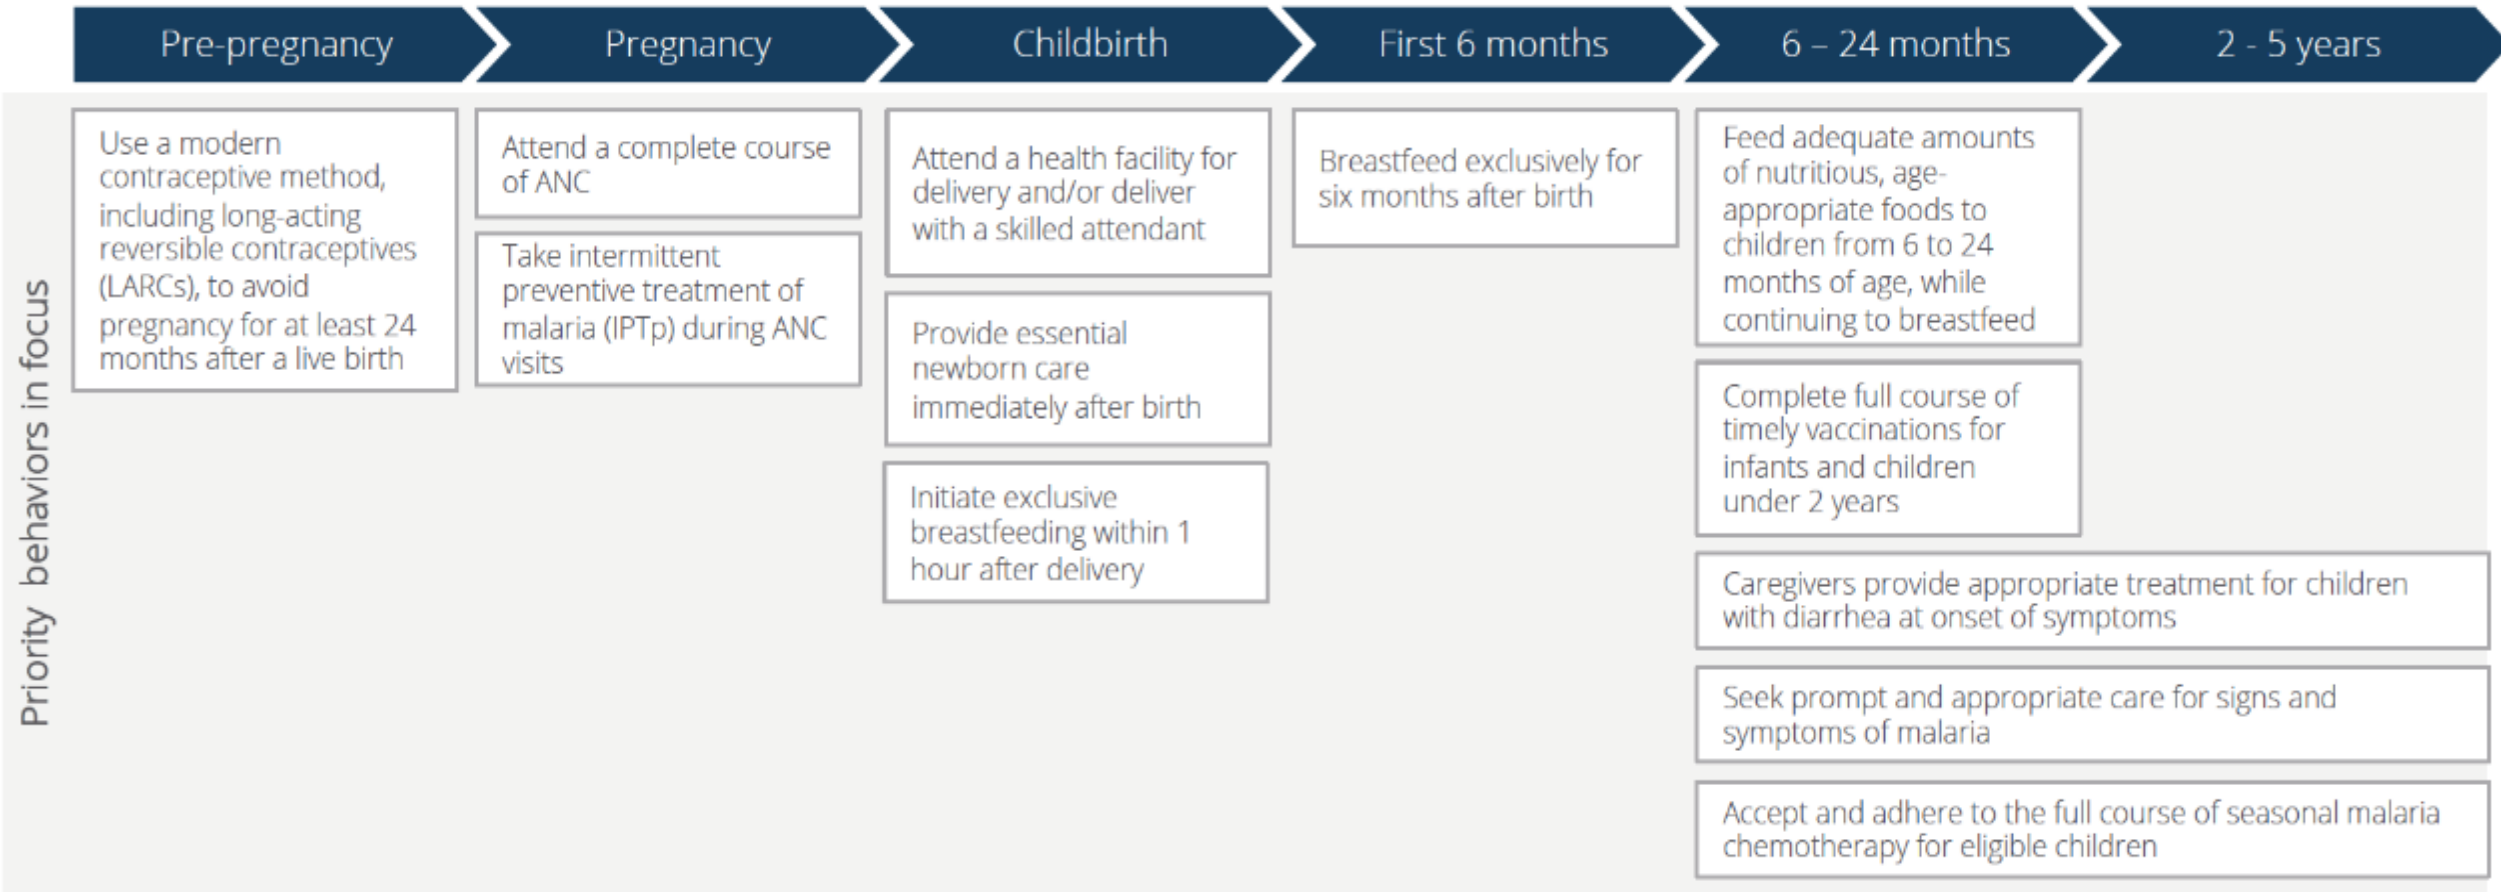 Pre-pregnancy
Pregnancy
Childbirth
First 6 months
6 – 24 months
2 - 5 years
Priority behaviors in focus
Use a modern
contraceptive method,
including long-acting
reversible contraceptives
(LARCs), to avoid
pregnancy for at least 24
months after a live birth
Attend a complete course
of ANC
Take intermittent
preventive treatment of
malaria (IPTp) during ANC
visits
Attend a health facility for
delivery and/or deliver
with a skilled attendant
Provide essential
newborn care
immediately after birth
Initiate exclusive
breastfeeding within 1
hour after delivery
Breastfeed exclusively for
six months after birth
Feed adequate amounts
of nutritious, age-
appropriate foods to
children from 6 to 24
months of age, while
continuing to breastfeed
Complete full course of
timely vaccinations for
infants and children
under 2 years
Caregivers provide appropriate treatment for children
with diarrhea at onset of symptoms
Seek prompt and appropriate care for signs and
symptoms of malaria
Accept and adhere to the full course of seasonal malaria
chemotherapy for eligible children